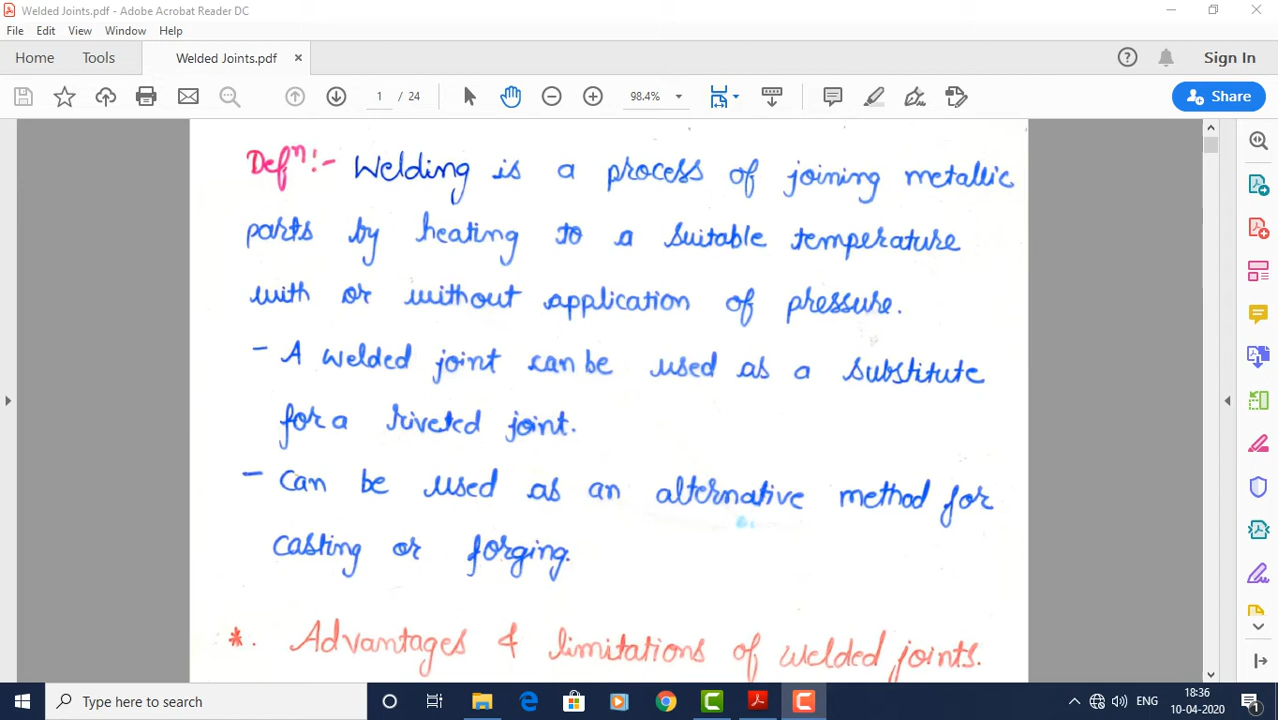 Welded Joints.pdf - Adobe Acrobat Reader DC
File Edit View Window Help
Home Tools Welded Joints.pdf × Sign In
1 / 24 98.4% Share
Defⁿ:- Welding is a process of joining metallic
parts by heating to a suitable temperature
with or without application of pressure.
- A welded joint can be used as a substitute
for a riveted joint.
- Can be used as an alternative method for
casting or forging.
*. Advantages & limitations of welded joints.
Type here to search ENG 18:36
10-04-2020 1